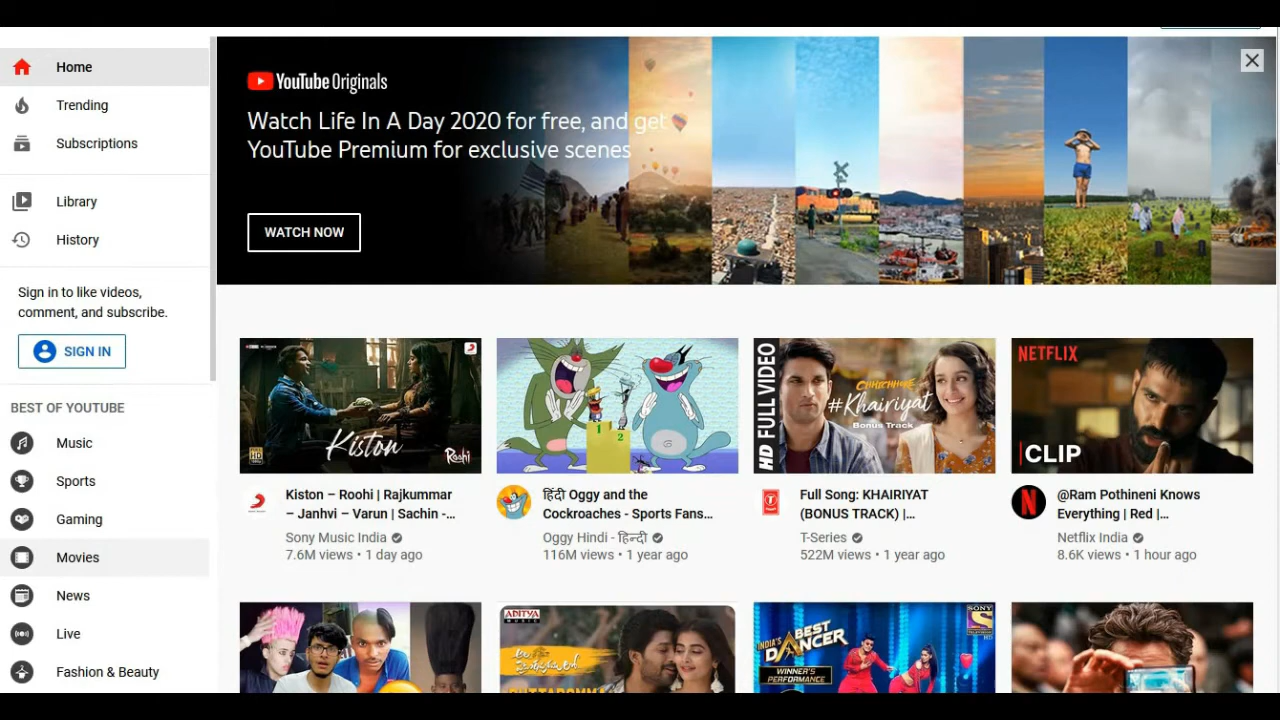 Home
Trending
Subscriptions
Library
History
Sign in to like videos,
comment, and subscribe.
SIGN IN
BEST OF YOUTUBE
Music
Sports
Gaming
Movies
News
Live
Fashion & Beauty
YouTube Originals
Watch Life In A Day 2020 for free, and get
YouTube Premium for exclusive scenes
WATCH NOW
Kiston
Roohi
Kiston – Roohi | Rajkummar
– Janhvi – Varun | Sachin -...
Sony Music India
7.6M views • 1 day ago
1
2
हिंदी Oggy and the
Cockroaches - Sports Fans...
Oggy Hindi - हिन्दी
116M views • 1 year ago
HD FULL VIDEO
CHHICHHORE
#Khairiyat
Bonus Track
Full Song: KHAIRIYAT
(BONUS TRACK) |...
T-Series
522M views • 1 year ago
NETFLIX
CLIP
@Ram Pothineni Knows
Everything | Red |...
Netflix India
8.6K views • 1 hour ago
ADITYA
MUSIC
INDIA'S BEST
DANCER
WINNER'S
PERFORMANCE
SONY